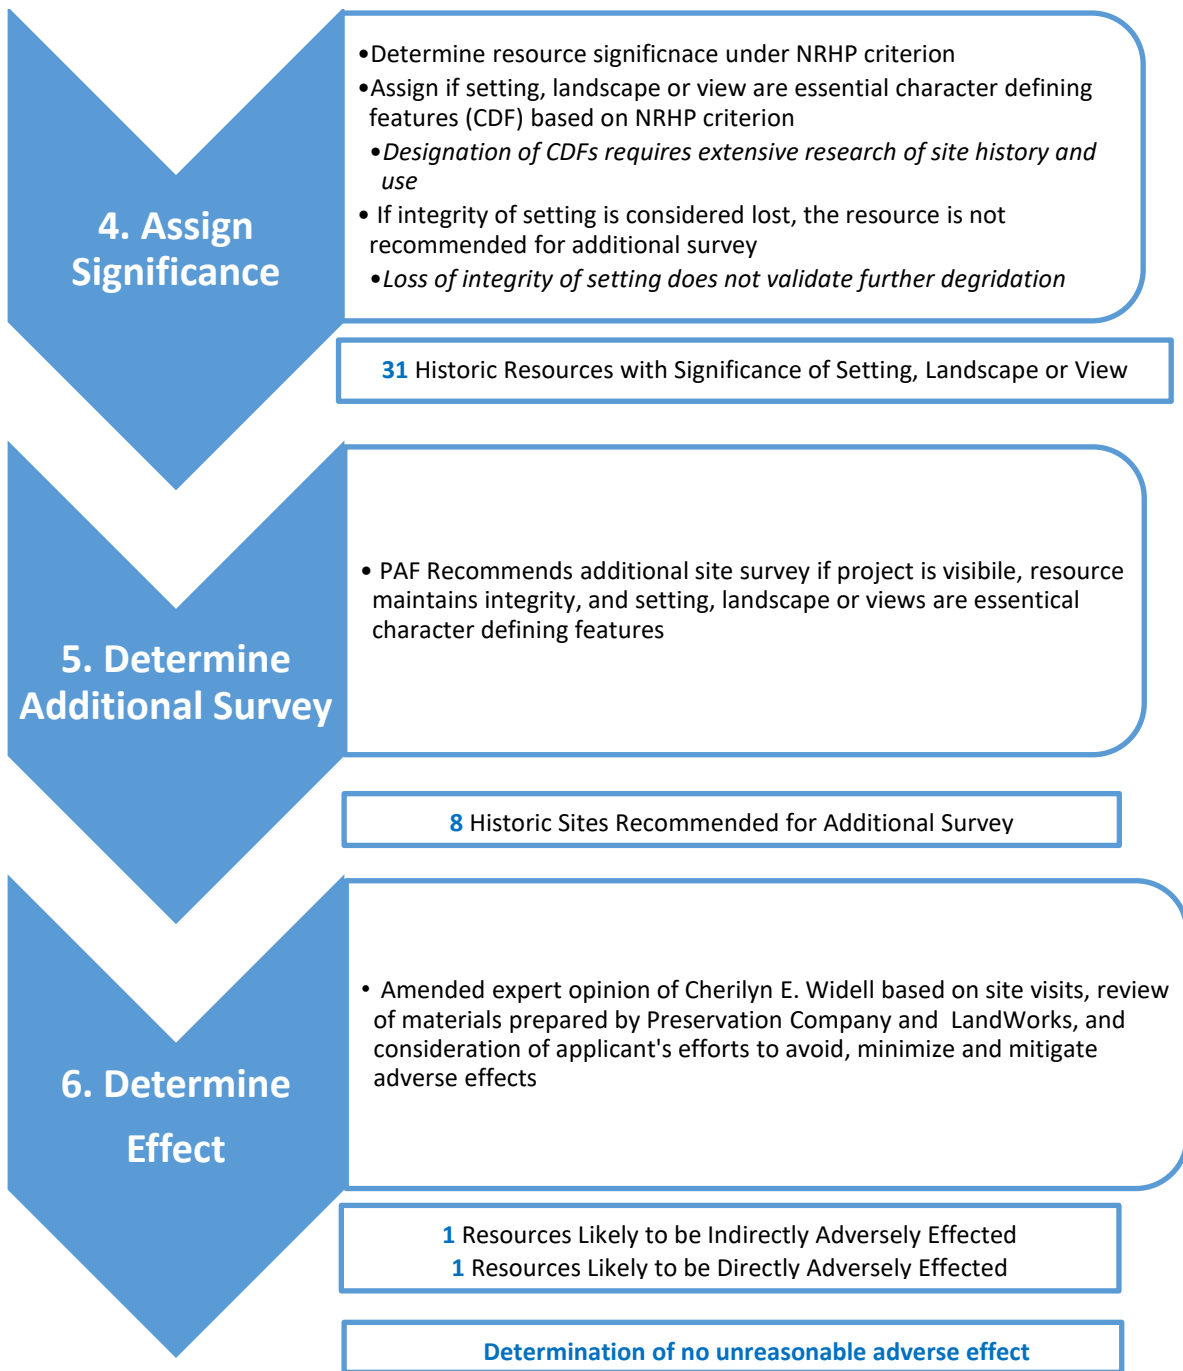 4. Assign
Significance
•Determine resource significnace under NRHP criterion
•Assign if setting, landscape or view are essential character defining
features (CDF) based on NRHP criterion
•Designation of CDFs requires extensive research of site history and
use
• If integrity of setting is considered lost, the resource is not
recommended for additional survey
•Loss of integrity of setting does not validate further degridation
31 Historic Resources with Significance of Setting, Landscape or View
5. Determine
Additional Survey
• PAF Recommends additional site survey if project is visibile, resource
maintains integrity, and setting, landscape or views are essentical
character defining features
8 Historic Sites Recommended for Additional Survey
6. Determine
Effect
• Amended expert opinion of Cherilyn E. Widell based on site visits, review
of materials prepared by Preservation Company and LandWorks, and
consideration of applicant's efforts to avoid, minimize and mitigate
adverse effects
1 Resources Likely to be Indirectly Adversely Effected
1 Resources Likely to be Directly Adversely Effected
Determination of no unreasonable adverse effect